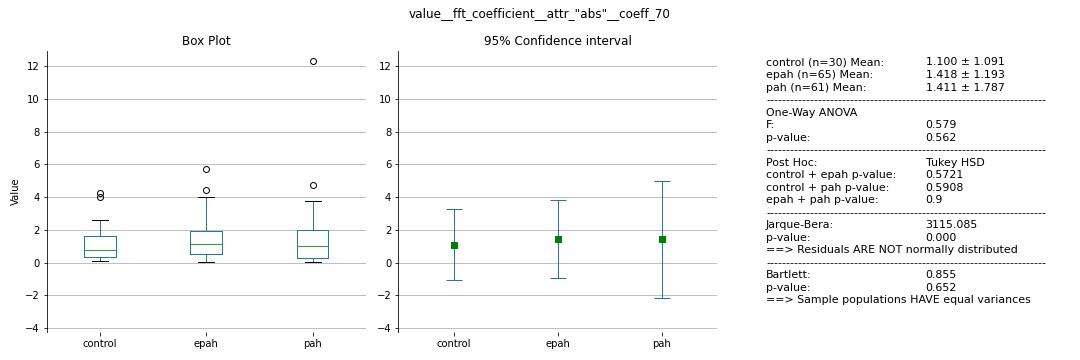 value__fft_coefficient__attr_"abs"__coeff_70
Box Plot
Value
12
10
8
6
4
2
0
−2
−4
control epah pah
95% Confidence interval
12
10
8
6
4
2
0
−2
−4
control epah pah
control (n=30) Mean: 1.100 ± 1.091
epah (n=65) Mean: 1.418 ± 1.193
pah (n=61) Mean: 1.411 ± 1.787
One-Way ANOVA
F: 0.579
p-value: 0.562
Post Hoc: Tukey HSD
control + epah p-value: 0.5721
control + pah p-value: 0.5908
epah + pah p-value: 0.9
Jarque-Bera: 3115.085
p-value: 0.000
==> Residuals ARE NOT normally distributed
Bartlett: 0.855
p-value: 0.652
==> Sample populations HAVE equal variances